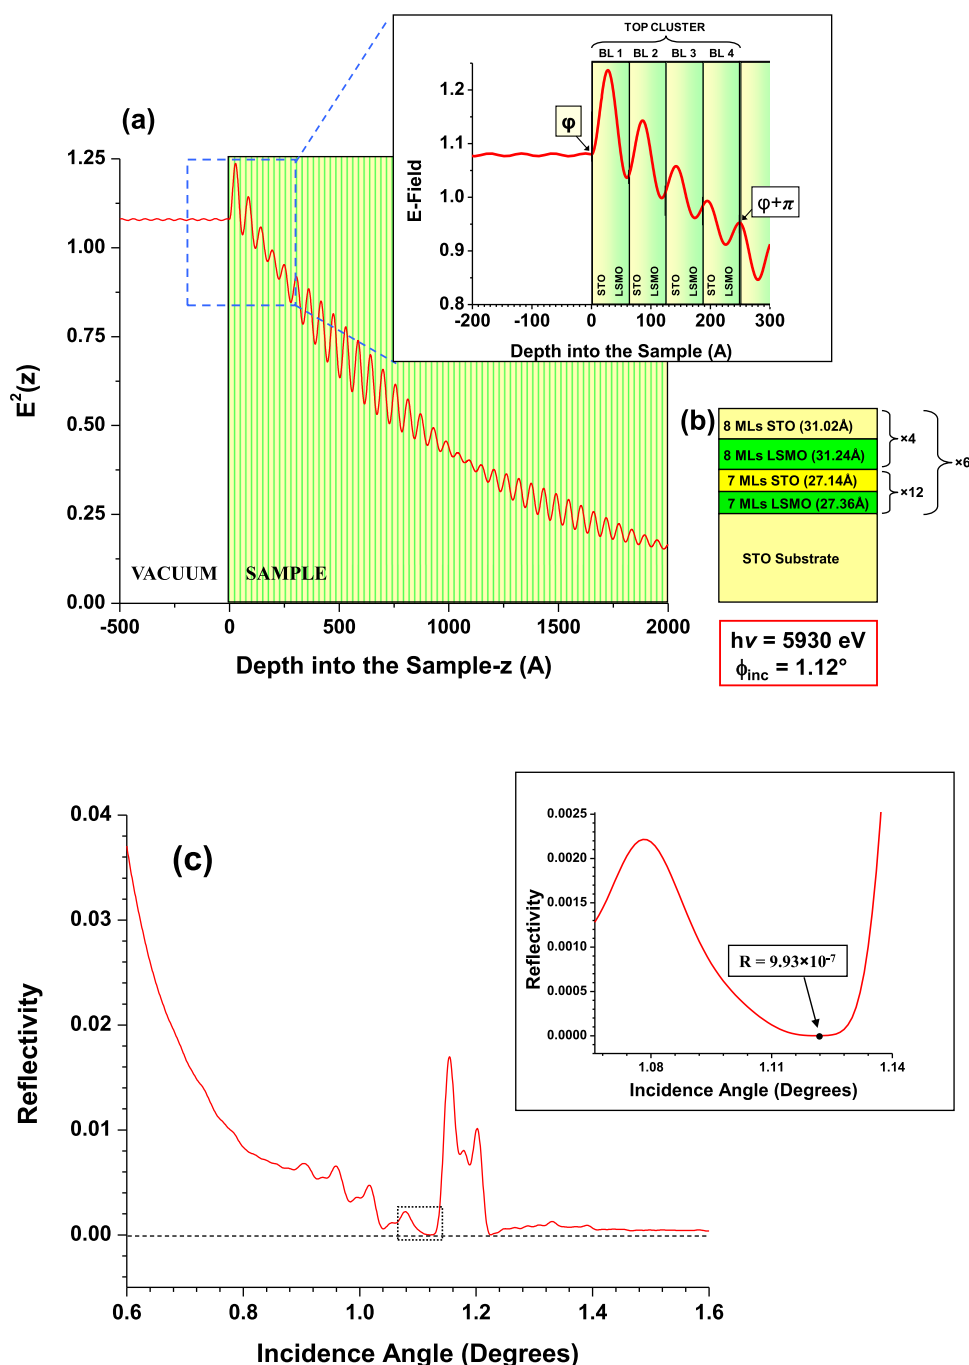 (a)
1.25
1.00
0.75
0.50
0.25
0.00
E²(z)
-500
0
500
1000
1500
2000
Depth into the Sample-z (A)
VACUUM
SAMPLE
TOP CLUSTER
BL 1
BL 2
BL 3
BL 4
1.2
1.1
1.0
0.9
0.8
E-Field
φ
φ+π
STO
LSMO
STO
LSMO
STO
LSMO
STO
LSMO
-200
-100
0
100
200
300
Depth into the Sample (A)
(b)
8 MLs STO (31.02Å)
8 MLs LSMO (31.24Å)
7 MLs STO (27.14Å)
7 MLs LSMO (27.36Å)
STO Substrate
×4
×12
×6
hν = 5930 eV
ϕinc = 1.12°
(c)
0.04
0.03
0.02
0.01
0.00
Reflectivity
0.6
0.8
1.0
1.2
1.4
1.6
Incidence Angle (Degrees)
0.0025
0.0020
0.0015
0.0010
0.0005
0.0000
Reflectivity
R = 9.93×10⁻⁷
1.08
1.11
1.14
Incidence Angle (Degrees)